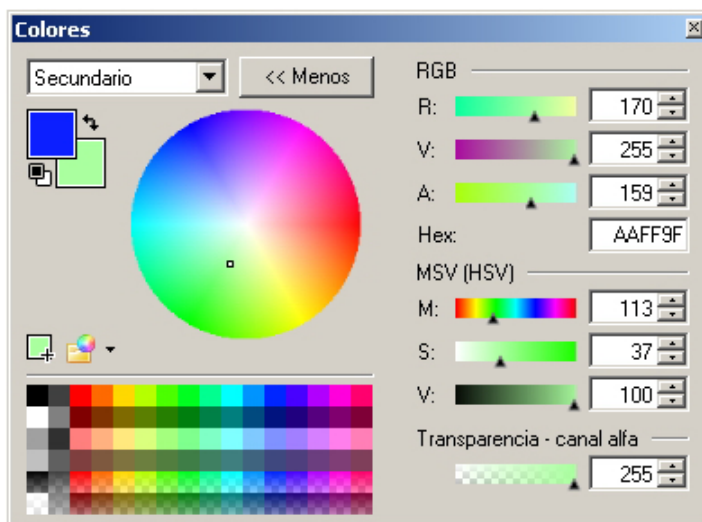 Colores
Secundario
<< Menos
RGB
R: 170
V: 255
A: 159
Hex: AAFF9F
MSV (HSV)
M: 113
S: 37
V: 100
Transparencia - canal alfa
255